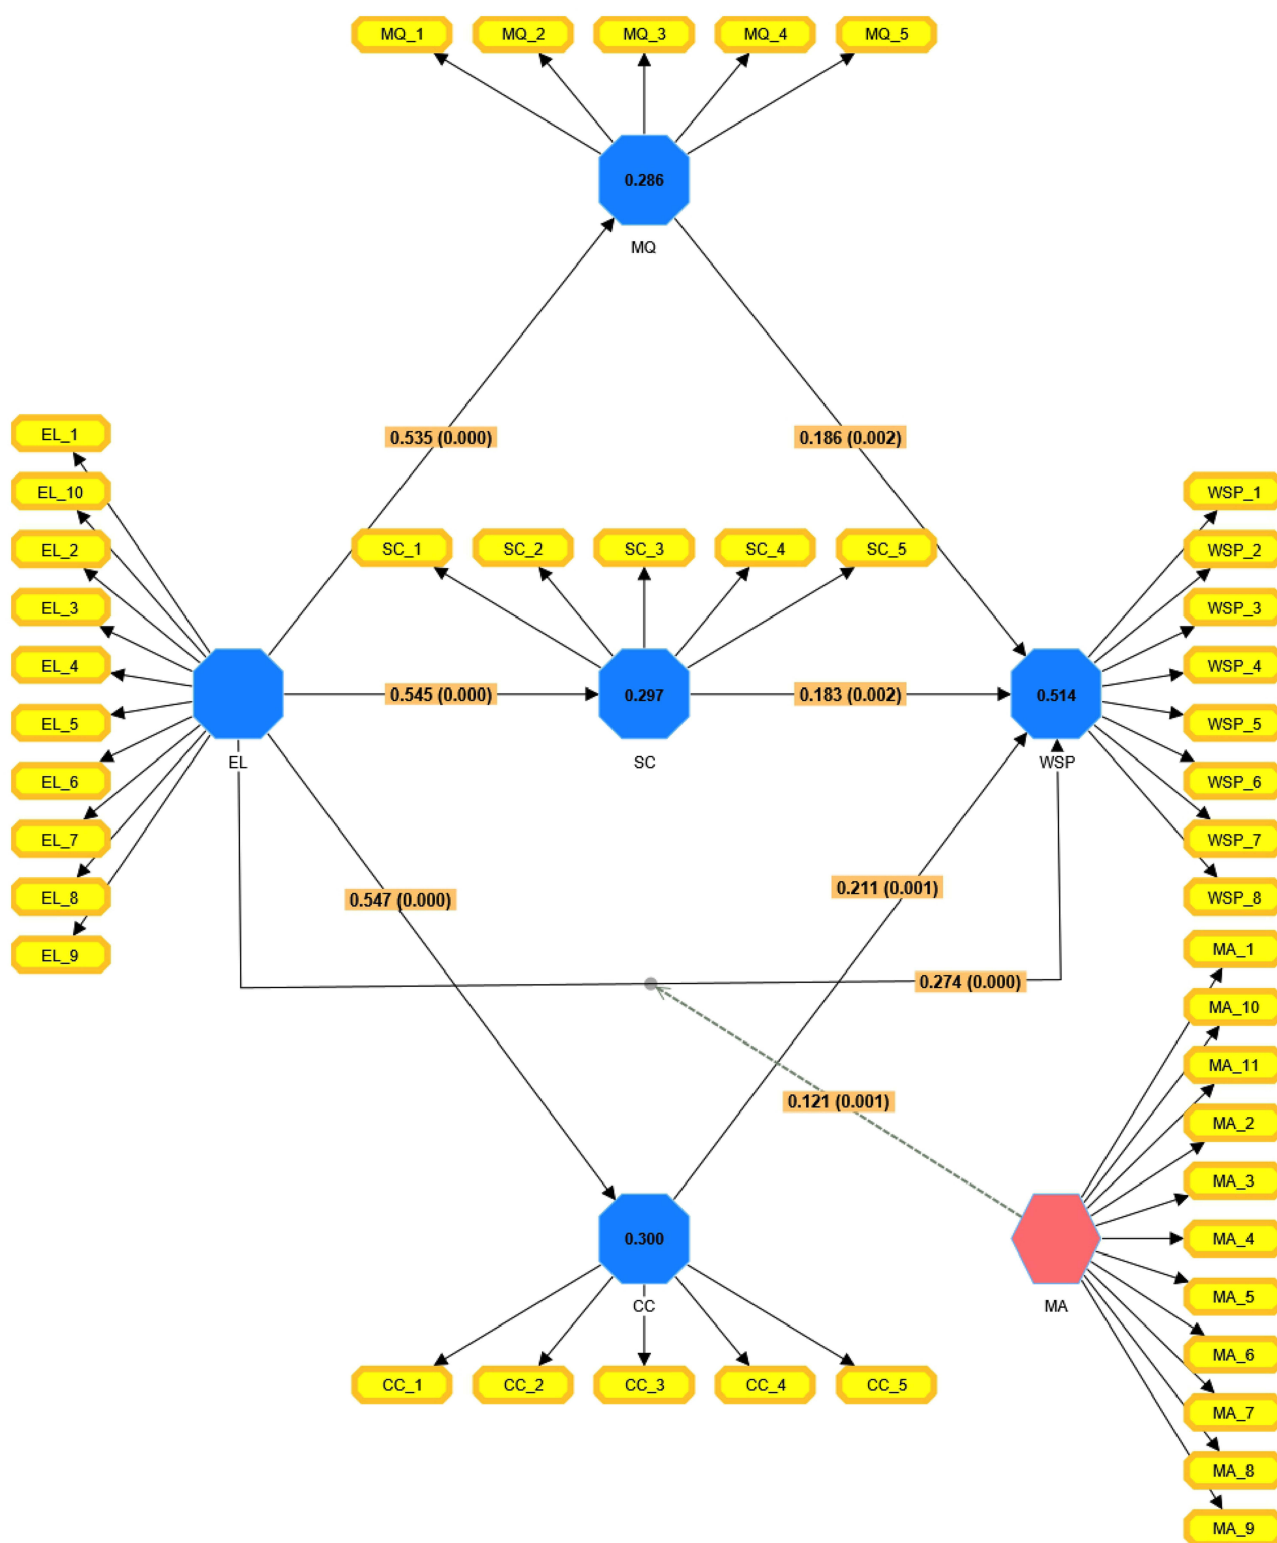 MQ_1 MQ_2 MQ_3 MQ_4 MQ_5
0.286
MQ
0.535 (0.000)
0.186 (0.002)
EL_1
EL_10
EL_2
EL_3
EL_4
EL_5
EL_6
EL_7
EL_8
EL_9
EL
SC_1 SC_2 SC_3 SC_4 SC_5
0.545 (0.000)
0.297
SC
0.183 (0.002)
0.514
WSP
WSP_1
WSP_2
WSP_3
WSP_4
WSP_5
WSP_6
WSP_7
WSP_8
0.547 (0.000)
0.211 (0.001)
0.274 (0.000)
0.121 (0.001)
MA_1
MA_10
MA_11
MA_2
MA_3
MA_4
MA_5
MA_6
MA_7
MA_8
MA_9
MA
0.300
CC
CC_1 CC_2 CC_3 CC_4 CC_5